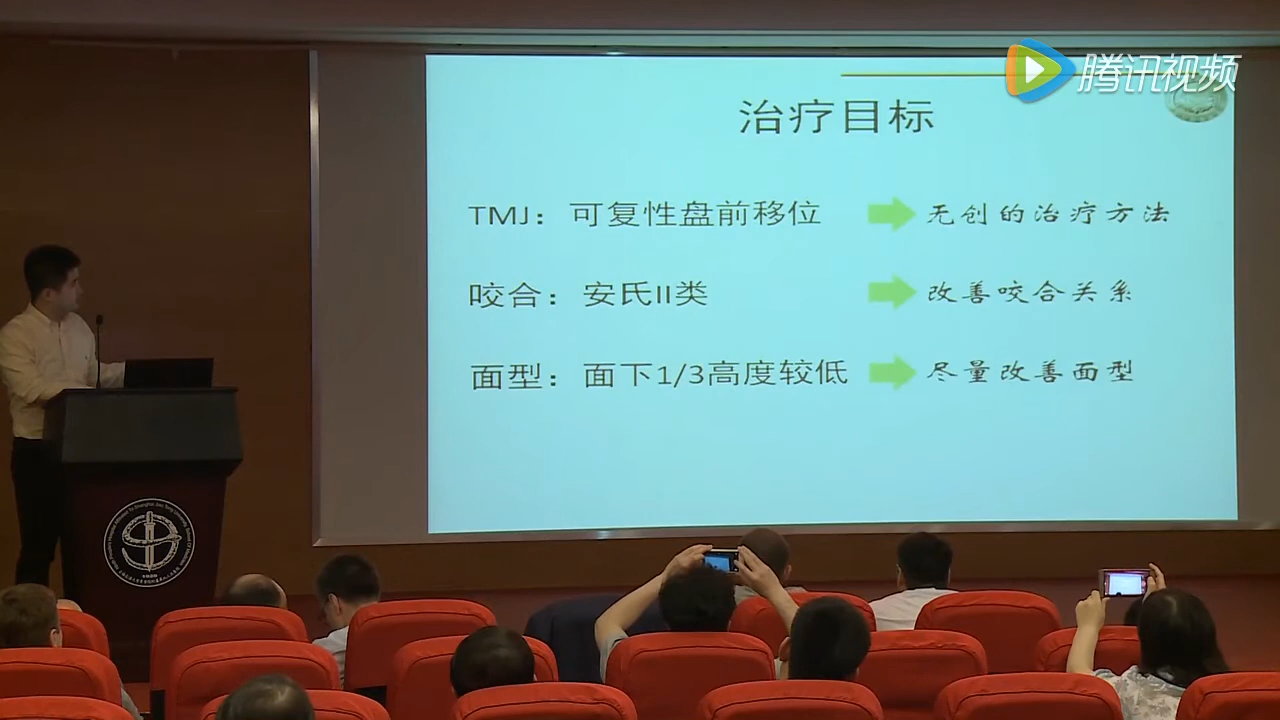 腾讯视频
治疗目标
TMJ：可复性盘前移位 无创的治疗方法
咬合：安氏II类 改善咬合关系
面型：面下1/3高度较低 尽量改善面型